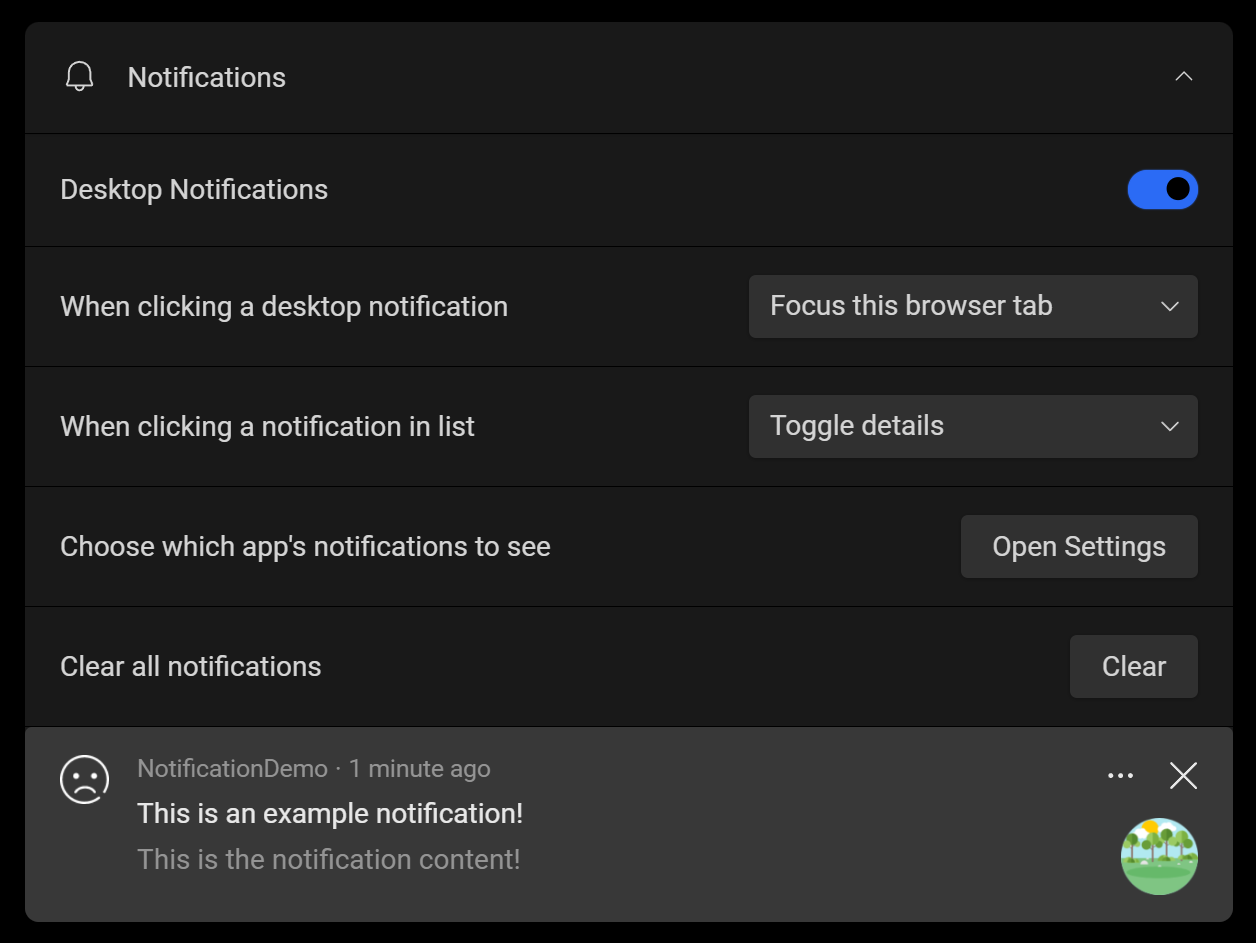 Notifications
Desktop Notifications
When clicking a desktop notification
Focus this browser tab
When clicking a notification in list
Toggle details
Choose which app's notifications to see
Open Settings
Clear all notifications
Clear
NotificationDemo · 1 minute ago
This is an example notification!
This is the notification content!